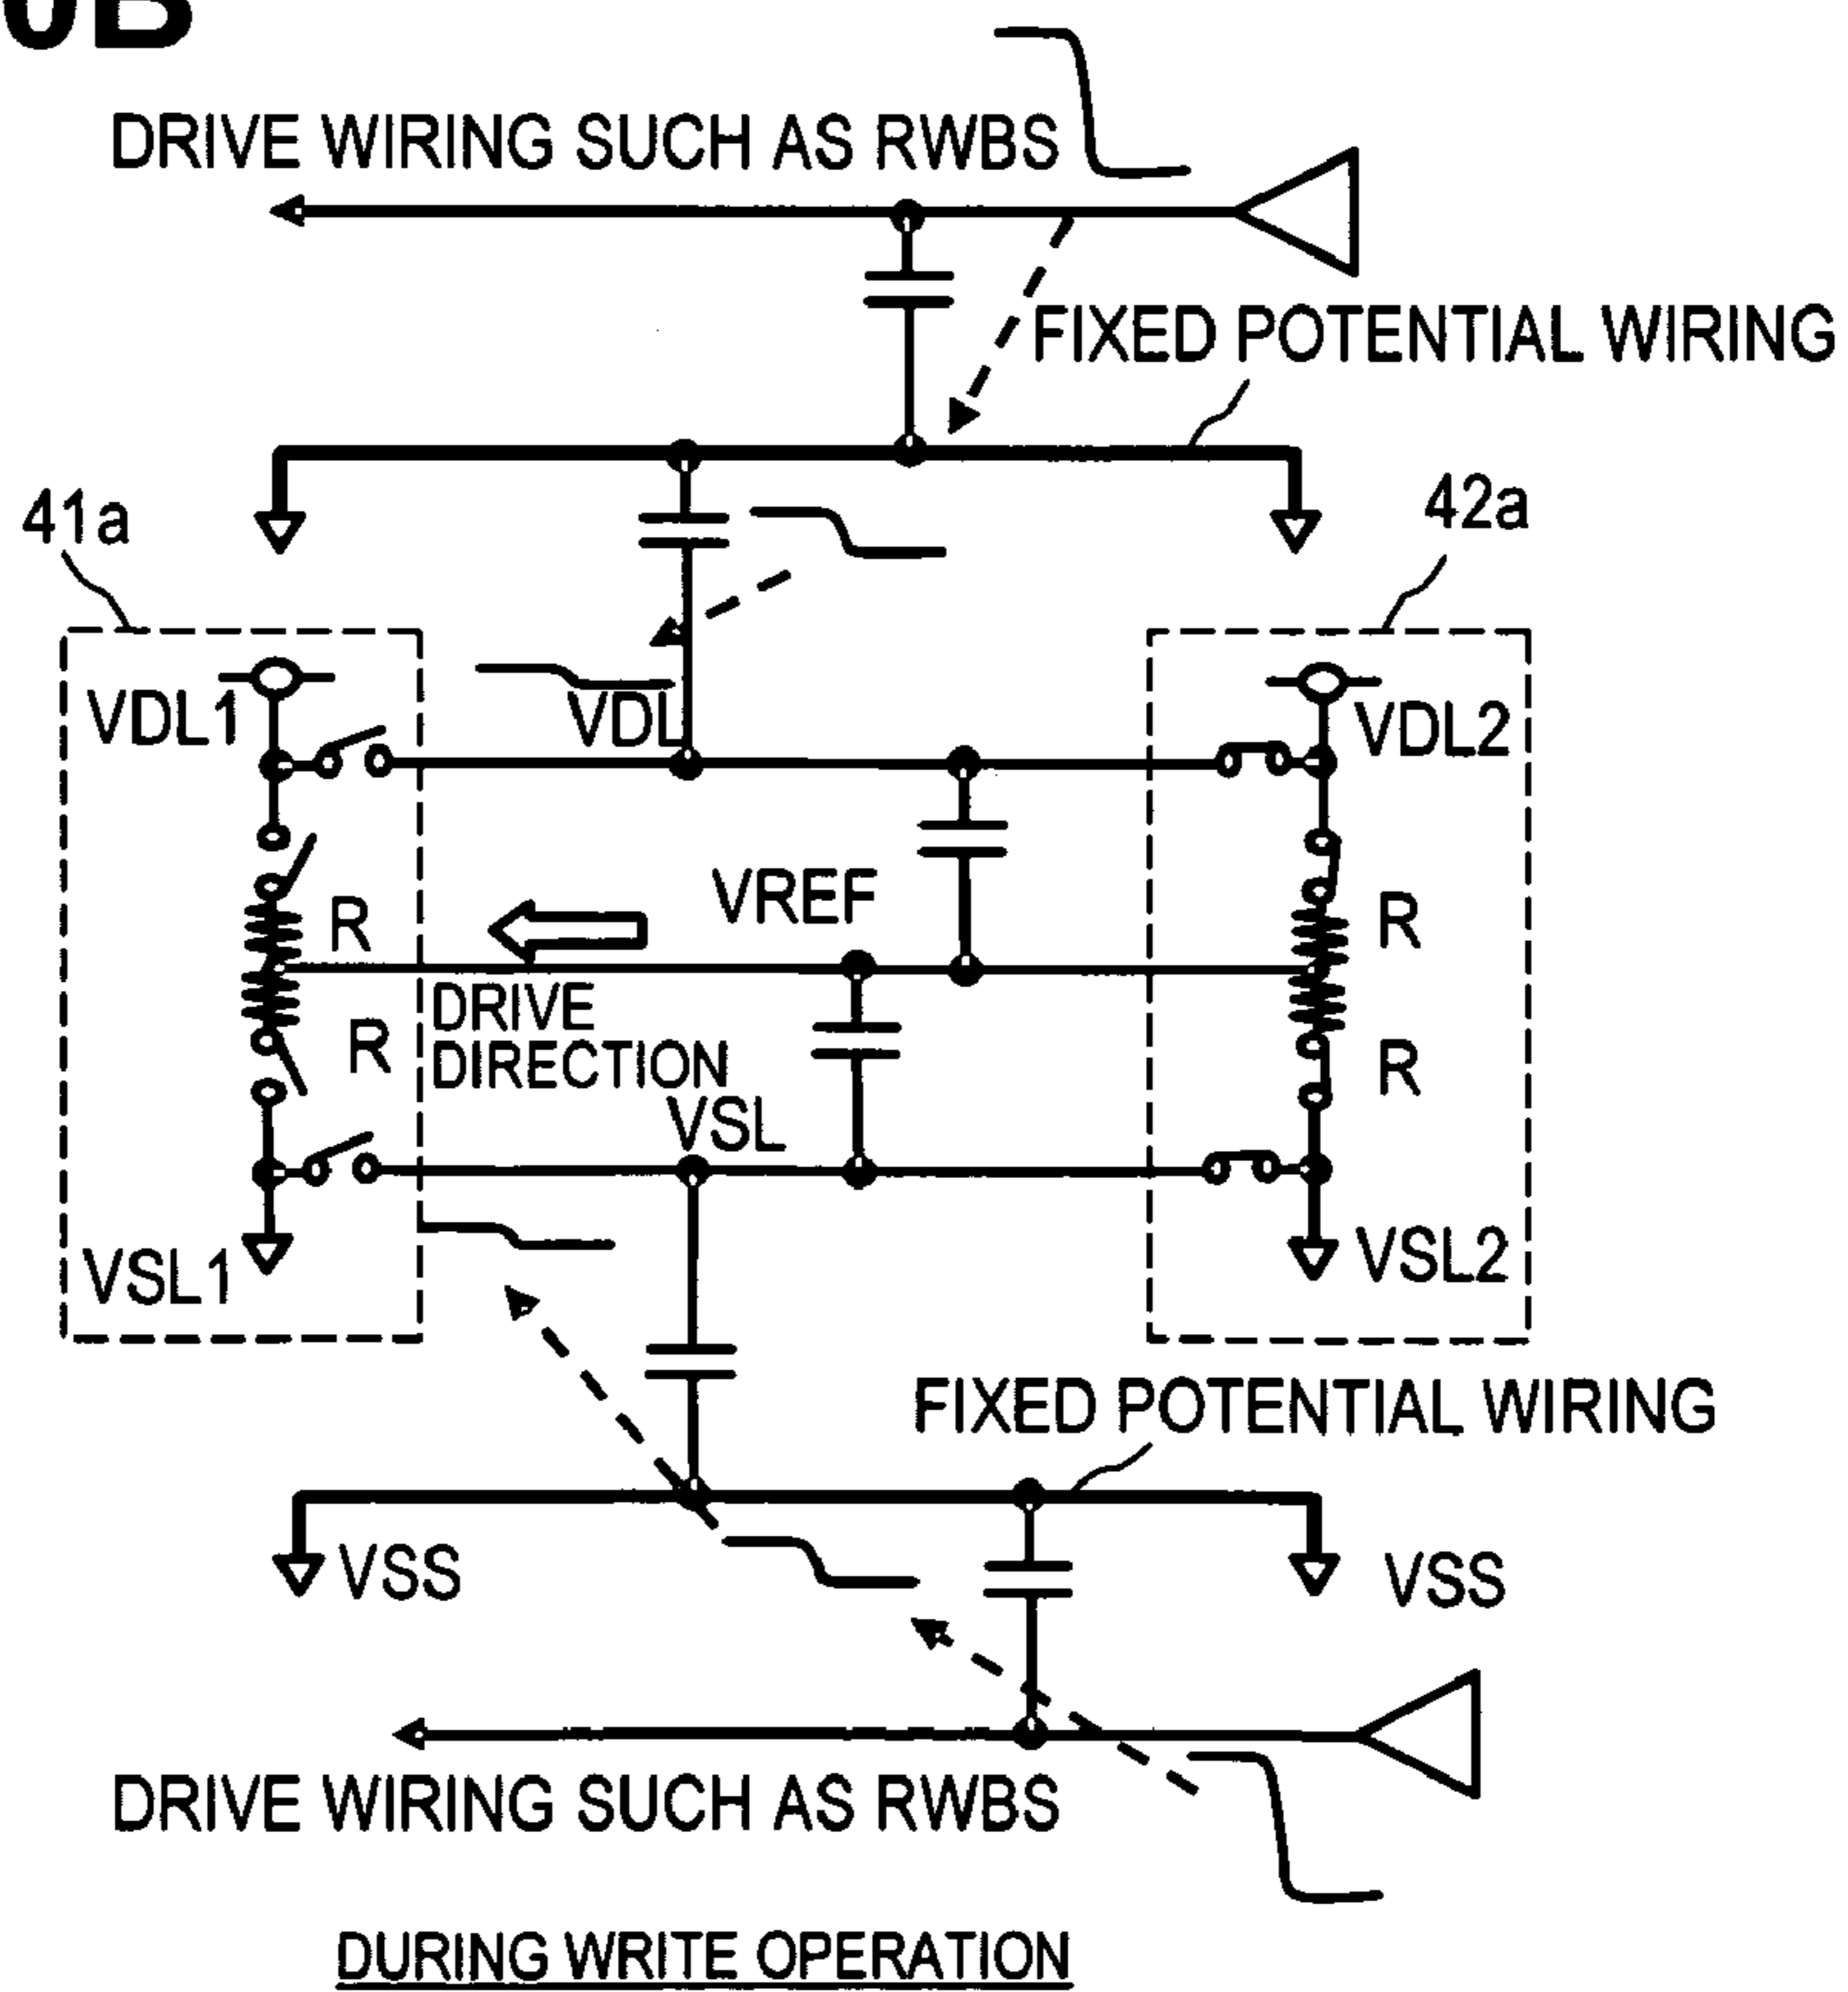 0B
DRIVE WIRING SUCH AS RWBS
FIXED POTENTIAL WIRING
41a
42a
VDL1
VDL
VDL2
VREF
R
R
DRIVE
DIRECTION
R
R
VSL
VSL1
VSL2
FIXED POTENTIAL WIRING
VSS
VSS
DRIVE WIRING SUCH AS RWBS
DURING WRITE OPERATION